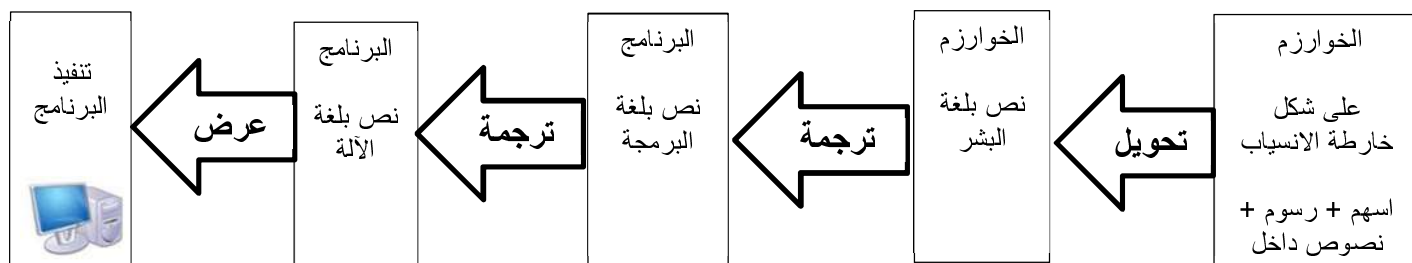 الخوارزم
على شكل
خارطة الانسياب
اسهم + رسوم +
نصوص داخل
تحويل
الخوارزم
نص بلغة
البشر
ترجمة
البرنامج
نص بلغة
البرمجة
ترجمة
البرنامج
نص بلغة
الآلة
عرض
تنفيذ
البرنامج